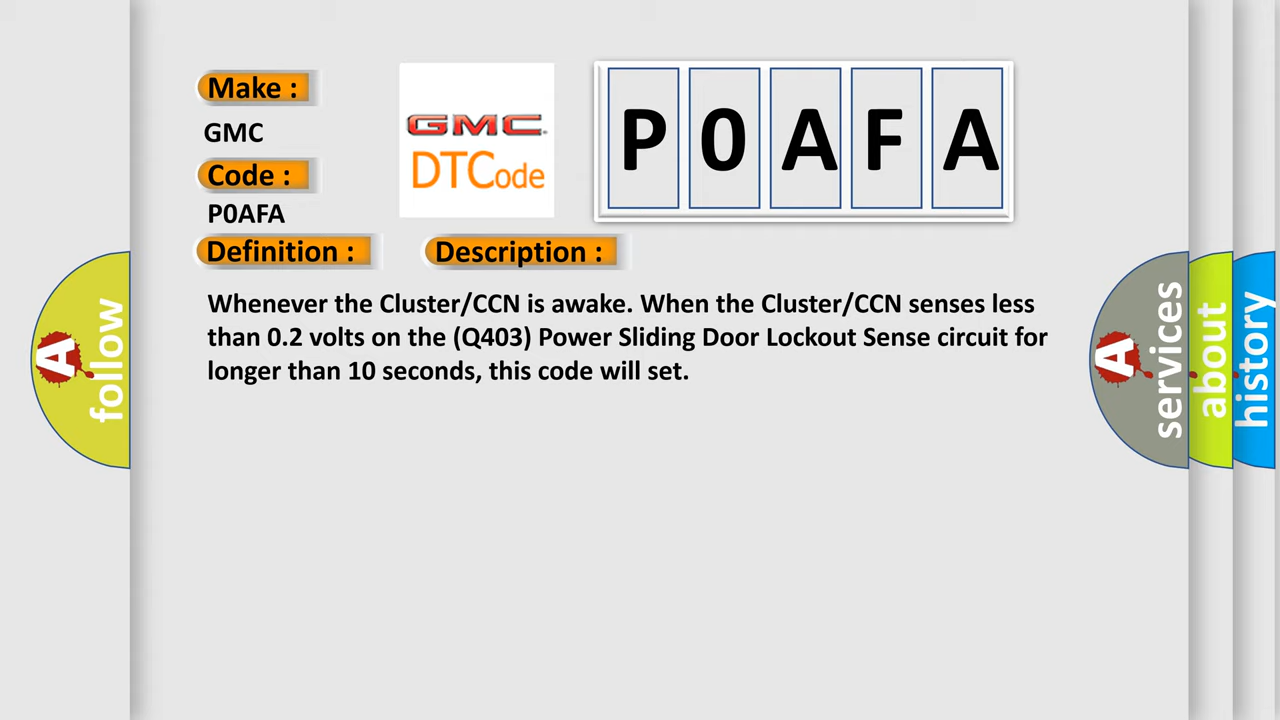 Make :
GMC
Code :
P0AFA
GMC
DTCode
P0AFA
Definition :
Description :
Whenever the Cluster/CCN is awake. When the Cluster/CCN senses less
than 0.2 volts on the (Q403) Power Sliding Door Lockout Sense circuit for
longer than 10 seconds, this code will set.
A
follow
A
services
about
history